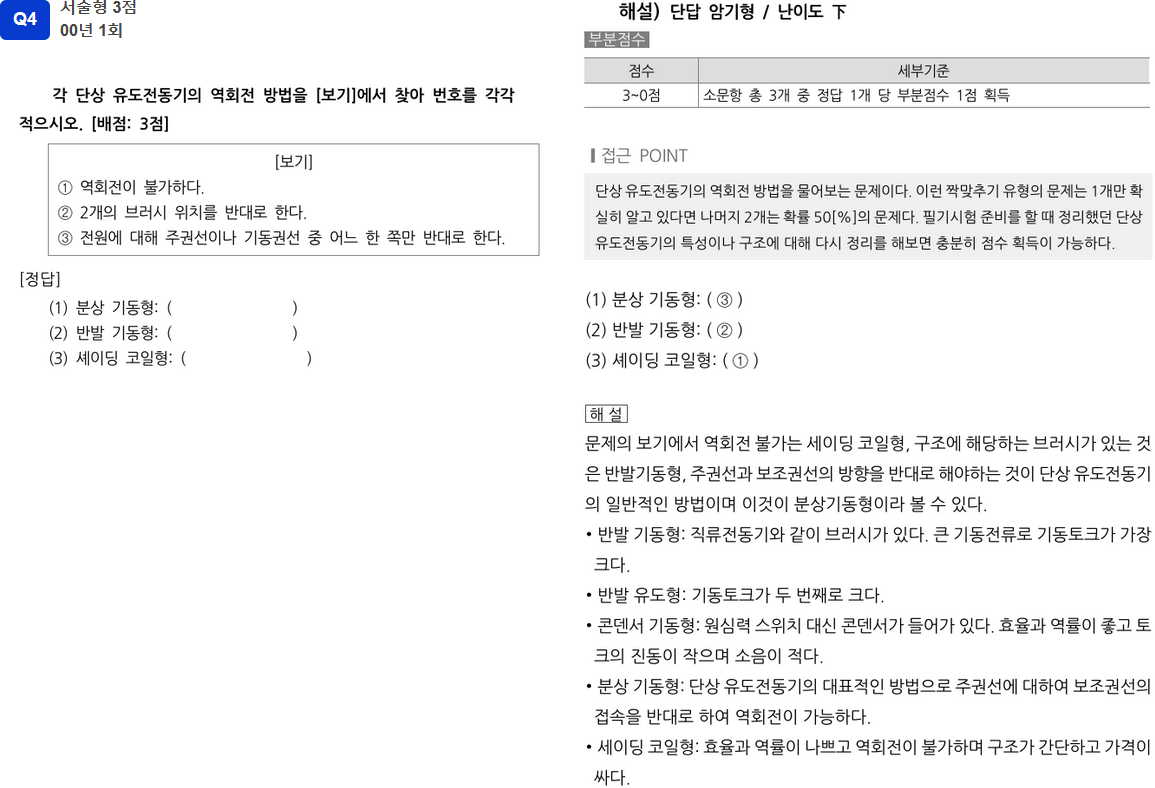 Q4
서술형 3점
00년 1회
각 단상 유도전동기의 역회전 방법을 [보기]에서 찾아 번호를 각각
적으시오. [배점: 3점]
[보기]
① 역회전이 불가하다.
② 2개의 브러시 위치를 반대로 한다.
③ 전원에 대해 주권선이나 기동권선 중 어느 한 쪽만 반대로 한다.
[정답]
(1) 분상 기동형: ( )
(2) 반발 기동형: ( )
(3) 셰이딩 코일형: ( )
해설) 단답 암기형 / 난이도 下
부분점수
점수 세부기준
3~0점 소문항 총 3개 중 정답 1개 당 부분점수 1점 획득
접근 POINT
단상 유도전동기의 역회전 방법을 물어보는 문제이다. 이런 짝맞추기 유형의 문제는 1개만 확
실히 알고 있다면 나머지 2개는 확률 50[%]의 문제다. 필기시험 준비를 할 때 정리했던 단상
유도전동기의 특성이나 구조에 대해 다시 정리를 해보면 충분히 점수 획득이 가능하다.
(1) 분상 기동형: ( ③ )
(2) 반발 기동형: ( ② )
(3) 셰이딩 코일형: ( ① )
해 설
문제의 보기에서 역회전 불가는 세이딩 코일형, 구조에 해당하는 브러시가 있는 것
은 반발기동형, 주권선과 보조권선의 방향을 반대로 해야하는 것이 단상 유도전동기
의 일반적인 방법이며 이것이 분상기동형이라 볼 수 있다.
• 반발 기동형: 직류전동기와 같이 브러시가 있다. 큰 기동전류로 기동토크가 가장
크다.
• 반발 유도형: 기동토크가 두 번째로 크다.
• 콘덴서 기동형: 원심력 스위치 대신 콘덴서가 들어가 있다. 효율과 역률이 좋고 토
크의 진동이 작으며 소음이 적다.
• 분상 기동형: 단상 유도전동기의 대표적인 방법으로 주권선에 대하여 보조권선의
접속을 반대로 하여 역회전이 가능하다.
• 세이딩 코일형: 효율과 역률이 나쁘고 역회전이 불가하며 구조가 간단하고 가격이
싸다.